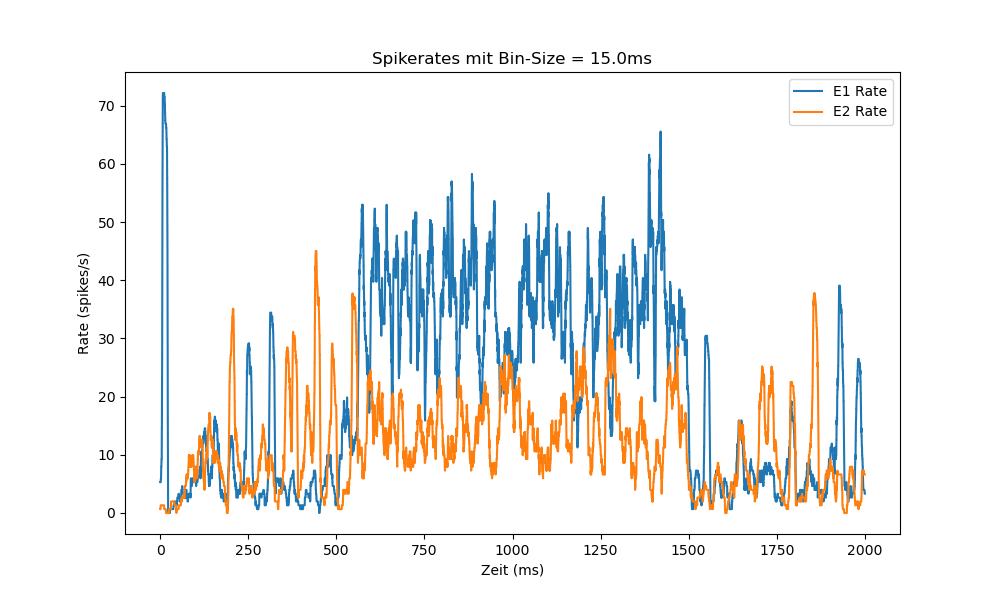 Spikerates mit Bin-Size = 15.0ms
E1 Rate
E2 Rate
Rate (spikes/s)
70
60
50
40
30
20
10
0
0 250 500 750 1000 1250 1500 1750 2000
Zeit (ms)